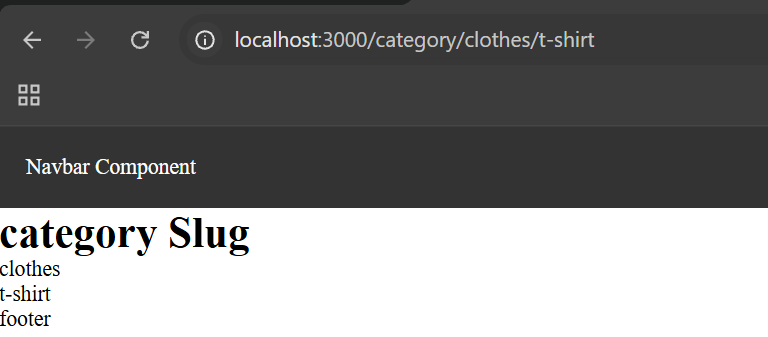 localhost:3000/category/clothes/t-shirt
Navbar Component
category Slug
clothes
t-shirt
footer